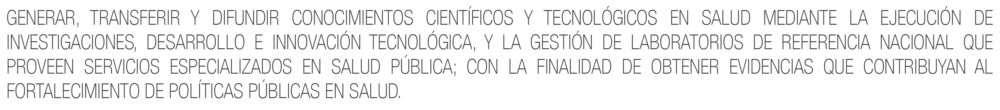 GENERAR, TRANSFERIR Y DIFUNDIR CONOCIMIENTOS CIENTÍFICOS Y TECNOLÓGICOS EN SALUD MEDIANTE LA EJECUCIÓN DE
INVESTIGACIONES, DESARROLLO E INNOVACIÓN TECNOLÓGICA, Y LA GESTIÓN DE LABORATORIOS DE REFERENCIA NACIONAL QUE
PROVEEN SERVICIOS ESPECIALIZADOS EN SALUD PÚBLICA; CON LA FINALIDAD DE OBTENER EVIDENCIAS QUE CONTRIBUYAN AL
FORTALECIMIENTO DE POLÍTICAS PÚBLICAS EN SALUD.